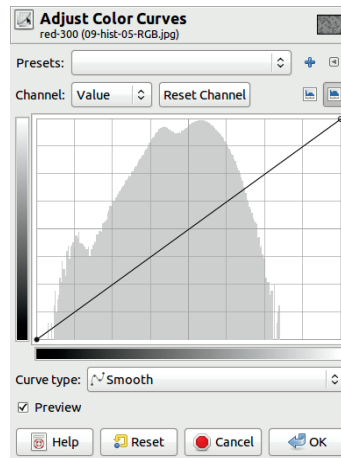 Adjust Color Curves
red-300 (09-hist-05-RGB.jpg)
Presets:
Channel: Value Reset Channel
Curve type: Smooth
Preview
Help Reset Cancel OK